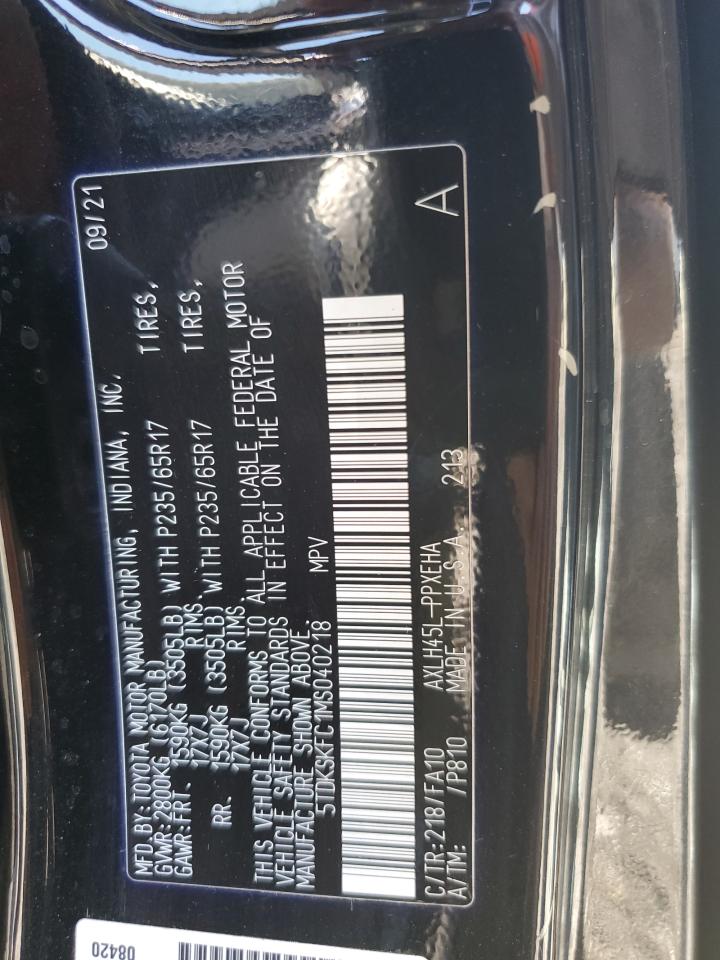 MFD. BY: TOYOTA MOTOR MANUFACTURING, INDIANA, INC. 09/21
GVWR: 2800KG (6170LB)
GAWR: FRT. 1590KG (3505LB) WITH P235/65R17 TIRES,
17X7J RIMS
RR. 1590KG (3505LB) WITH P235/65R17 TIRES,
17X7J RIMS
THIS VEHICLE CONFORMS TO ALL APPLICABLE FEDERAL MOTOR
VEHICLE SAFETY STANDARDS IN EFFECT ON THE DATE OF
MANUFACTURE SHOWN ABOVE.
5TDKSKFC1MS040218 MPV
C/TR: 218/FA10 AXLH45L-PPXEHA
A/TM: /P810 MADE IN U.S.A. 213 A
08420